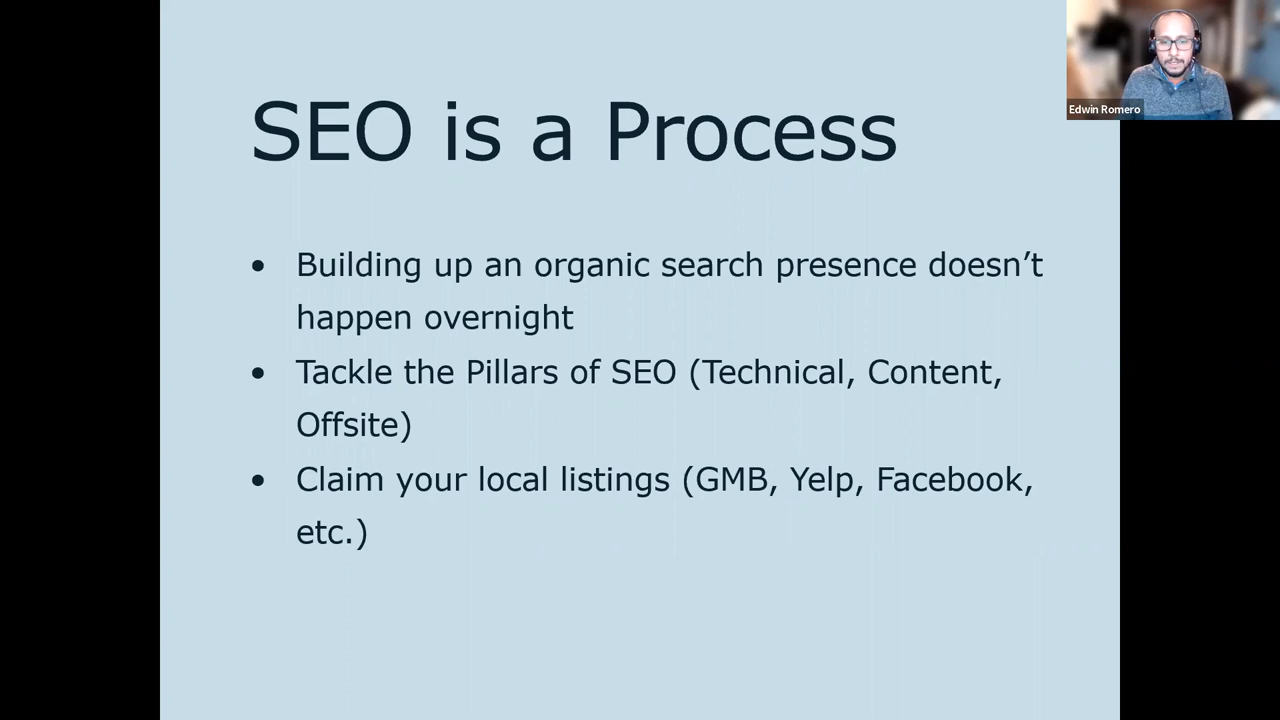 SEO is a Process
Edwin Romero
• Building up an organic search presence doesn’t
happen overnight
• Tackle the Pillars of SEO (Technical, Content,
Offsite)
• Claim your local listings (GMB, Yelp, Facebook,
etc.)